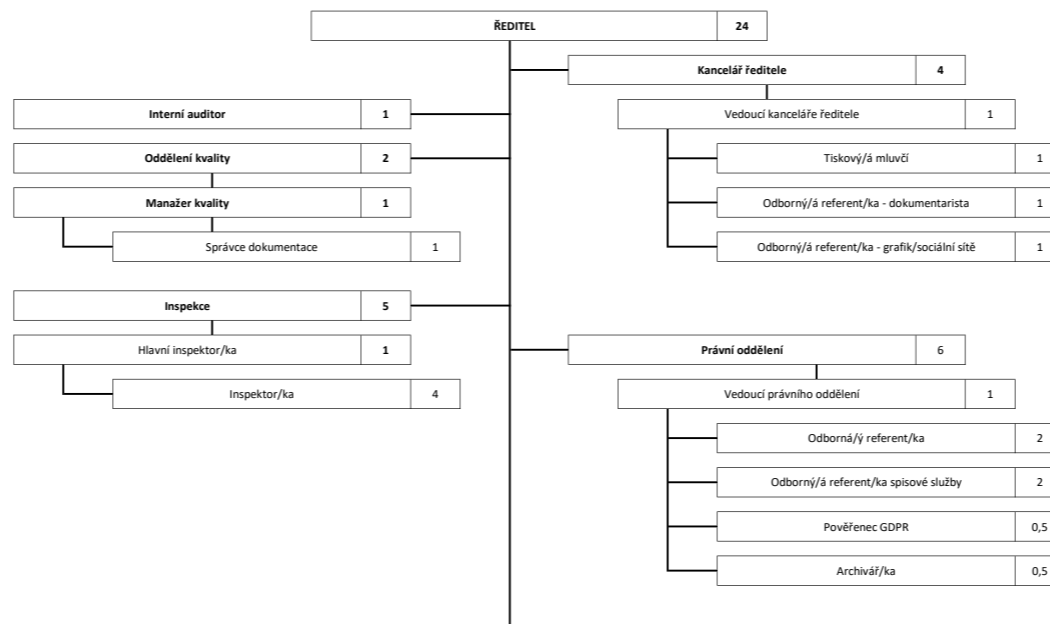 ŘEDITEL 24
Kancelář ředitele 4
Interní auditor 1
Vedoucí kanceláře ředitele 1
Oddělení kvality 2
Tiskový/á mluvčí 1
Manažer kvality 1
Odborný/á referent/ka - dokumentarista 1
Správce dokumentace 1
Odborný/á referent/ka - grafik/sociální sítě 1
Inspekce 5
Hlavní inspektor/ka 1
Právní oddělení 6
Inspektor/ka 4
Vedoucí právního oddělení 1
Odborná/ý referent/ka 2
Odborný/á referent/ka spisové služby 2
Pověřenec GDPR 0,5
Archivář/ka 0,5